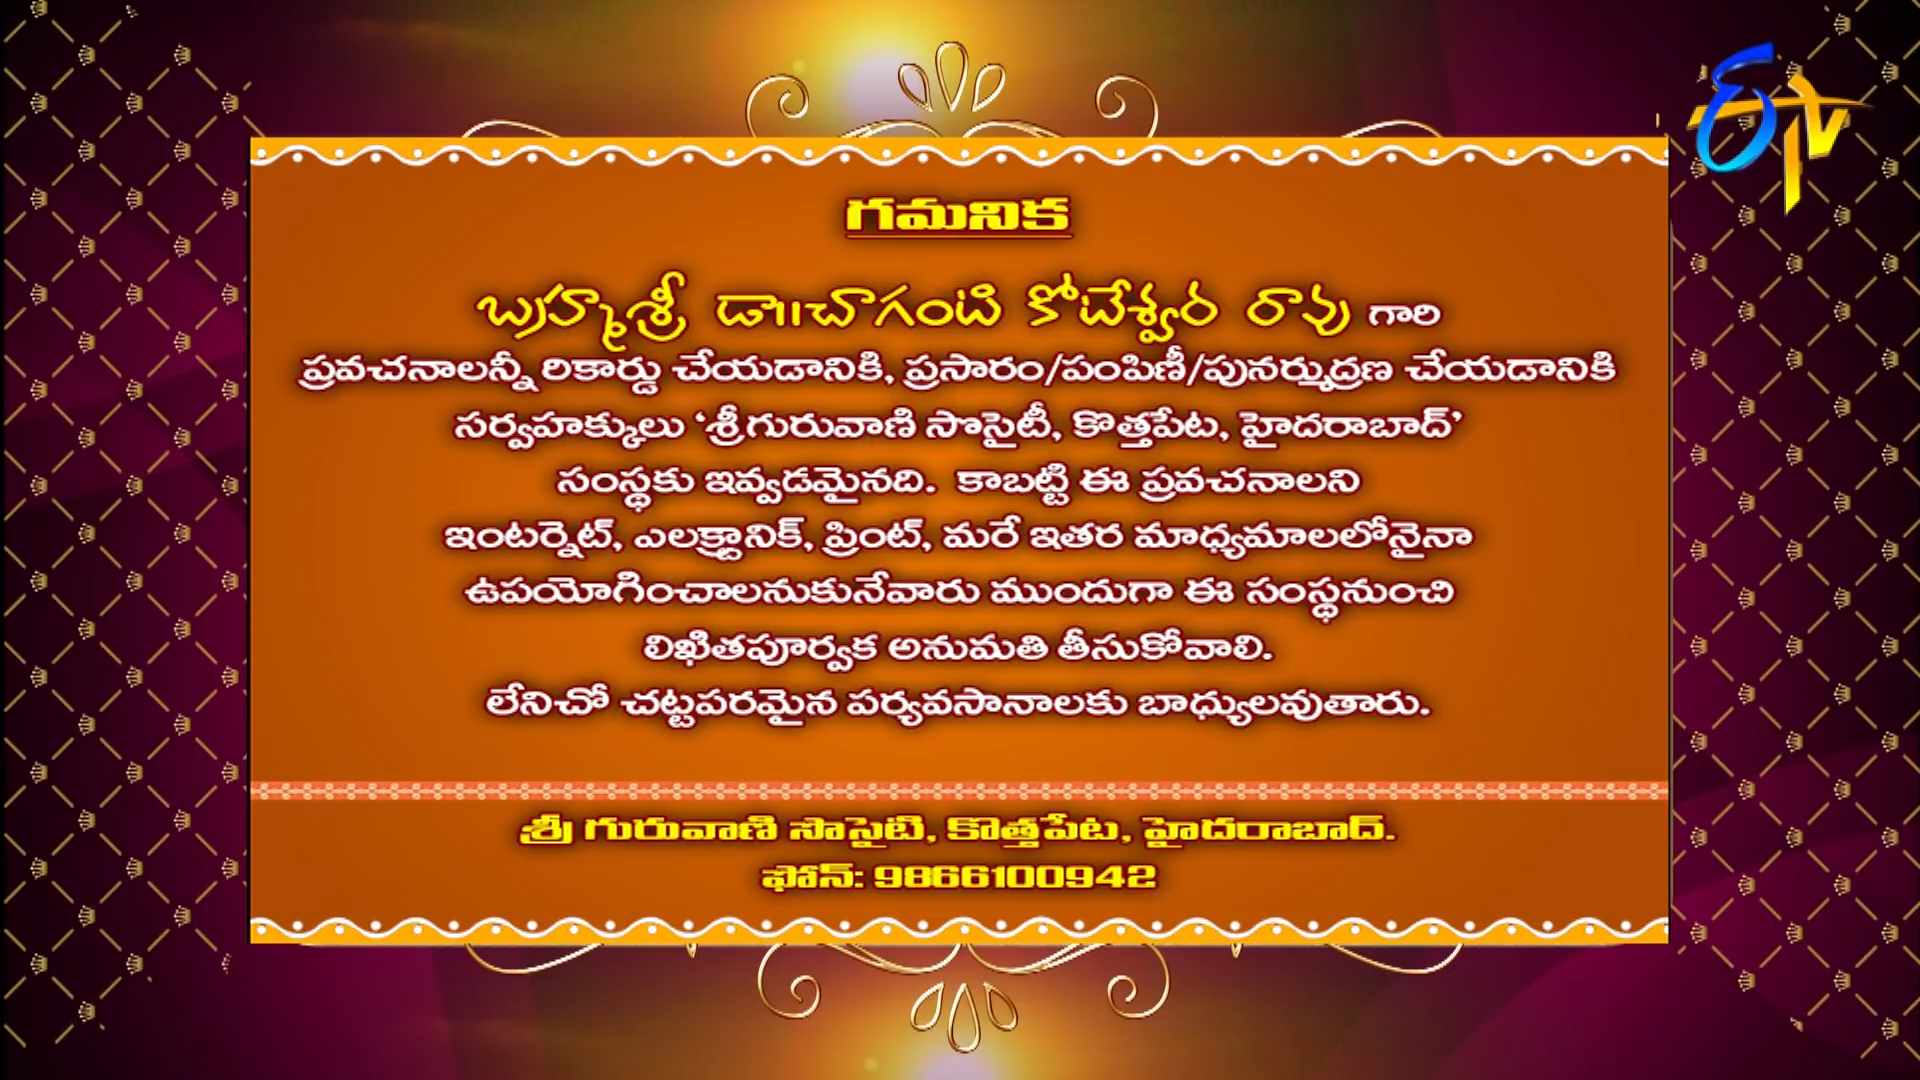 ETV
గమనిక
బ్రహ్మశ్రీ డా॥చాగంటి కోటేశ్వర రావు గారి
ప్రవచనాలన్నీ రికార్డు చేయడానికి, ప్రసారం/పంపిణీ/పునర్ముద్రణ చేయడానికి
సర్వహక్కులు ‘శ్రీగురువాణి సొసైటీ, కొత్తపేట, హైదరాబాద్’
సంస్థకు ఇవ్వడమైనది. కాబట్టి ఈ ప్రవచనాలని
ఇంటర్నెట్, ఎలక్ట్రానిక్, ప్రింట్, మరే ఇతర మాధ్యమాలలోనైనా
ఉపయోగించాలనుకునేవారు ముందుగా ఈ సంస్థనుంచి
లిఖితపూర్వక అనుమతి తీసుకోవాలి.
లేనిచో చట్టపరమైన పర్యవసానాలకు బాధ్యులవుతారు.
శ్రీ గురువాణి సొసైటి, కొత్తపేట, హైదరాబాద్.
ఫోన్: 9866100942